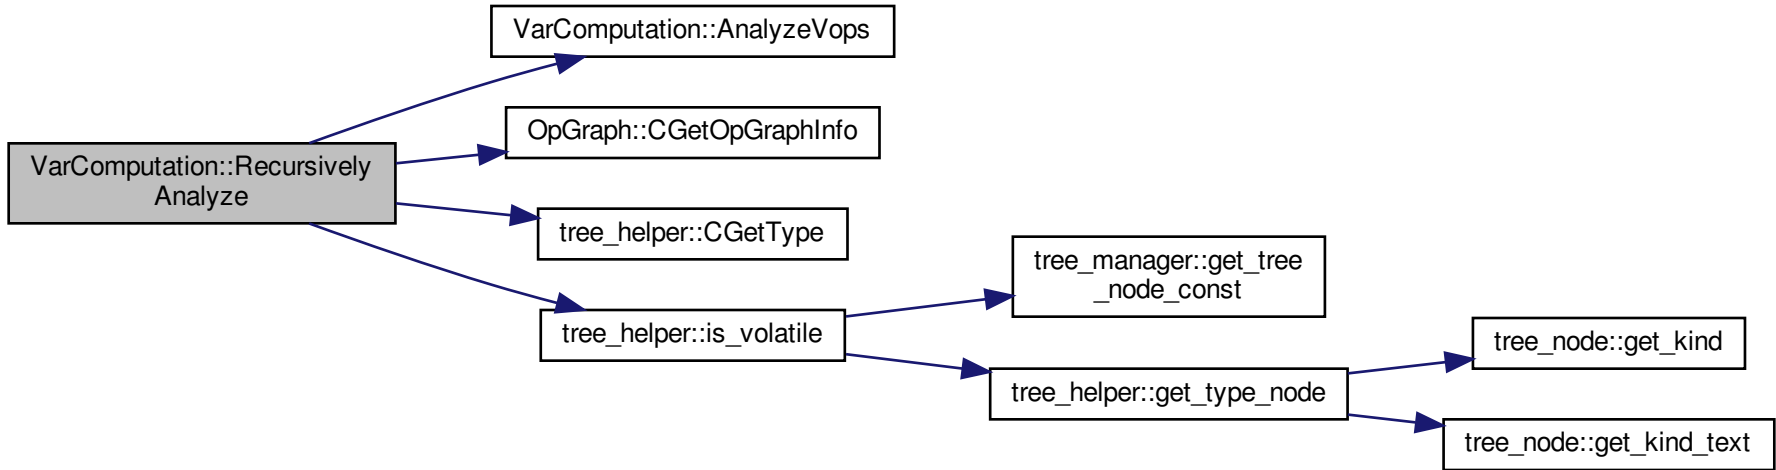 VarComputation::AnalyzeVops
OpGraph::CGetOpGraphInfo
VarComputation::Recursively
Analyze
tree_helper::CGetType
tree_manager::get_tree
_node_const
tree_helper::is_volatile
tree_node::get_kind
tree_helper::get_type_node
tree_node::get_kind_text